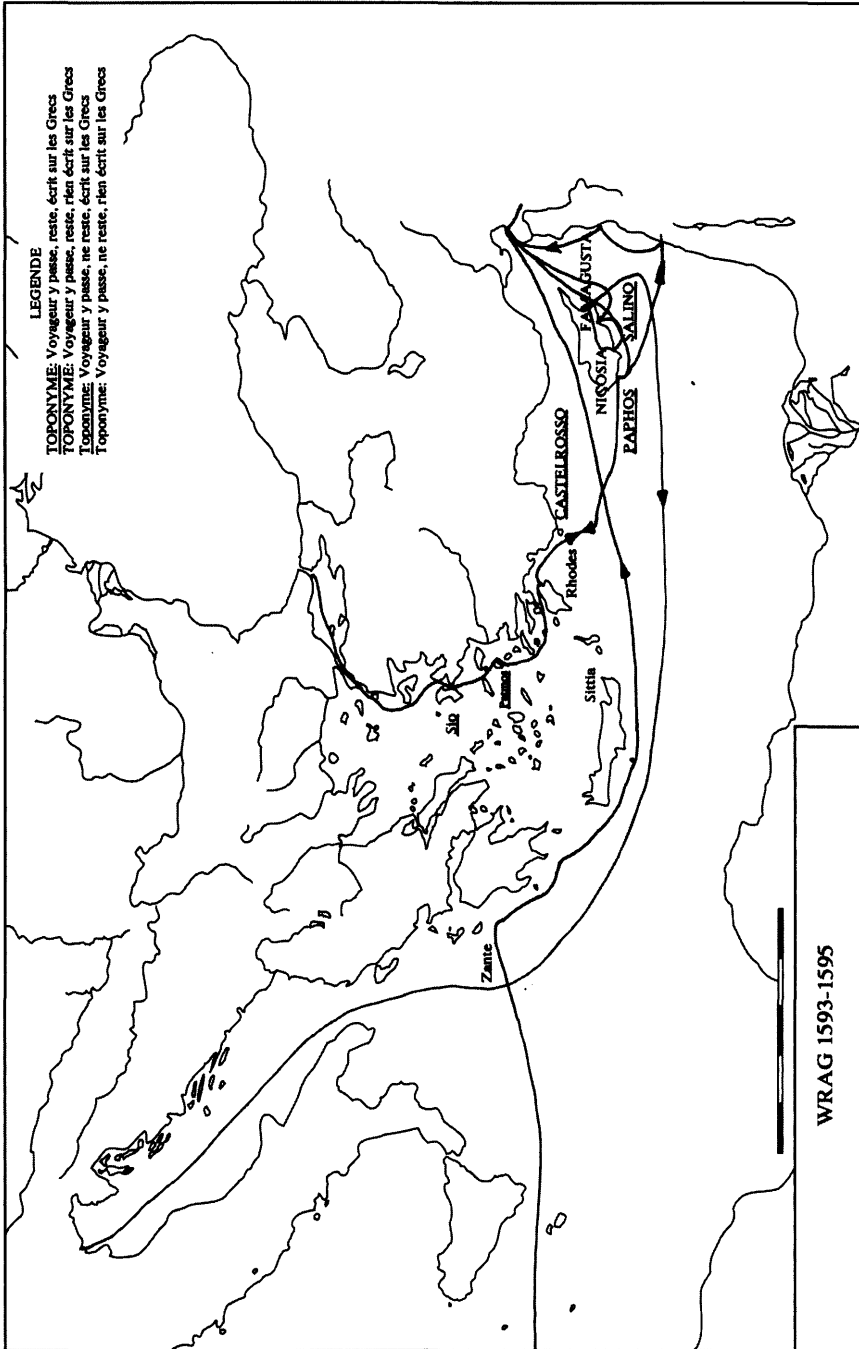 LEGENDE
TOPONYME: Voyageur y passe, reste, écrit sur les Grecs
TOPONYME: Voyageur y passe, reste, rien écrit sur les Grecs
Toponyme: Voyageur y passe, ne reste, écrit sur les Grecs
Toponyme: Voyageur y passe, ne reste, rien écrit sur les Grecs
FAMAGUSTA
SALINO
NICOSIA
PAPHOS
CASTELROSSO
Rhodes
Patmos
Sio
Sittia
Zante
WRAG 1593-1595